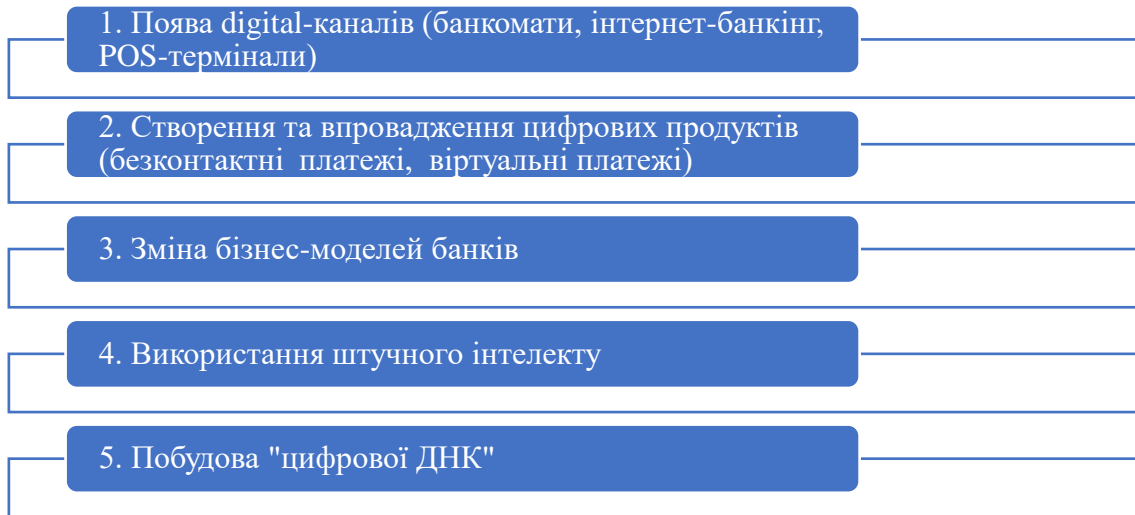 1. Поява digital-каналів (банкомати, інтернет-банкінг,
POS-термінали)
2. Створення та впровадження цифрових продуктів
(безконтактні платежі, віртуальні платежі)
3. Зміна бізнес-моделей банків
4. Використання штучного інтелекту
5. Побудова "цифрової ДНК"